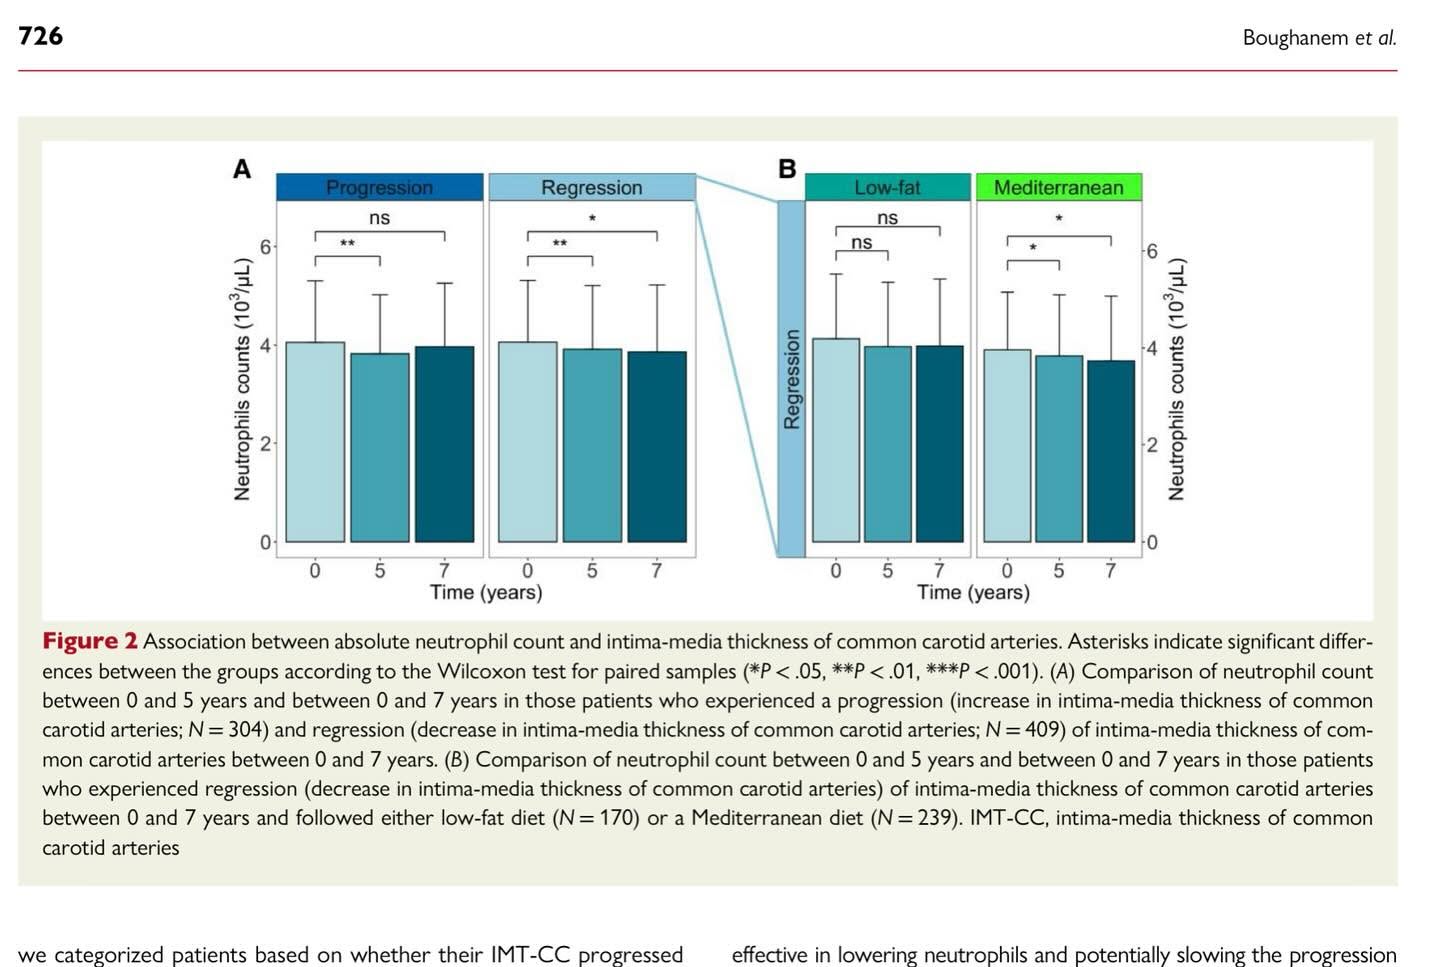 726
Boughanem et al.
A
Progression
Regression
ns
**
*
**
6
4
2
0
Neutrophils counts (10³/μL)
0 5 7
0 5 7
Time (years)
B
Low-fat
Mediterranean
Regression
ns
ns
*
*
6
4
2
0
Neutrophils counts (10³/μL)
0 5 7
0 5 7
Time (years)
Figure 2 Association between absolute neutrophil count and intima-media thickness of common carotid arteries. Asterisks indicate significant differ-
ences between the groups according to the Wilcoxon test for paired samples (*P < .05, **P < .01, ***P < .001). (A) Comparison of neutrophil count
between 0 and 5 years and between 0 and 7 years in those patients who experienced a progression (increase in intima-media thickness of common
carotid arteries; N = 304) and regression (decrease in intima-media thickness of common carotid arteries; N = 409) of intima-media thickness of com-
mon carotid arteries between 0 and 7 years. (B) Comparison of neutrophil count between 0 and 5 years and between 0 and 7 years in those patients
who experienced regression (decrease in intima-media thickness of common carotid arteries) of intima-media thickness of common carotid arteries
between 0 and 7 years and followed either low-fat diet (N = 170) or a Mediterranean diet (N = 239). IMT-CC, intima-media thickness of common
carotid arteries
we categorized patients based on whether their IMT-CC progressed
effective in lowering neutrophils and potentially slowing the progression